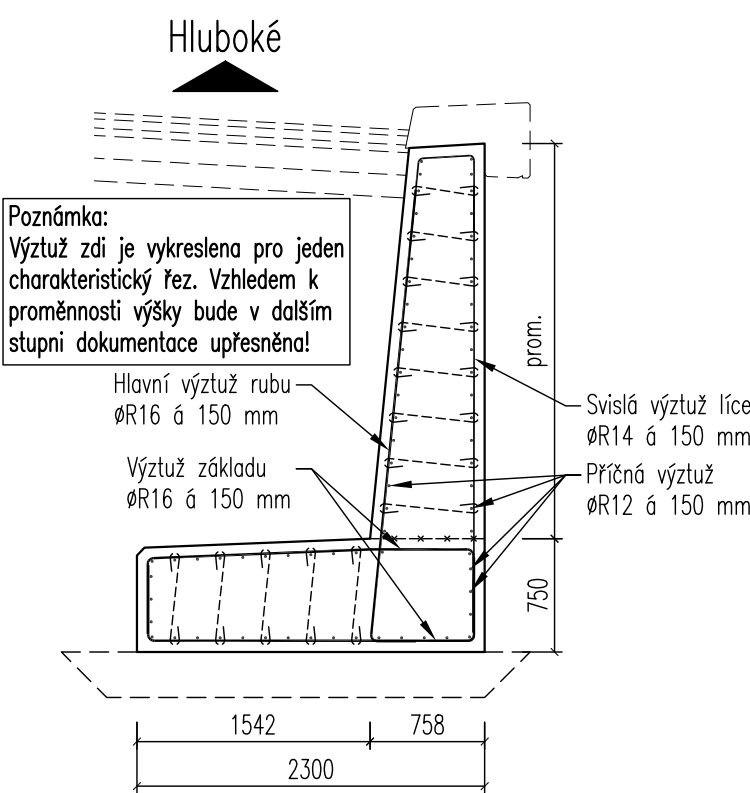 Hluboké
Poznámka:
Výztuž zdi je vykreslena pro jeden
charakteristický řez. Vzhledem k
proměnnosti výšky bude v dalším
stupni dokumentace upřesněna!
Hlavní výztuž rubu
øR16 á 150 mm
Výztuž základu
øR16 á 150 mm
prom.
Svislá výztuž líce
øR14 á 150 mm
Příčná výztuž
øR12 á 150 mm
750
1542
758
2300